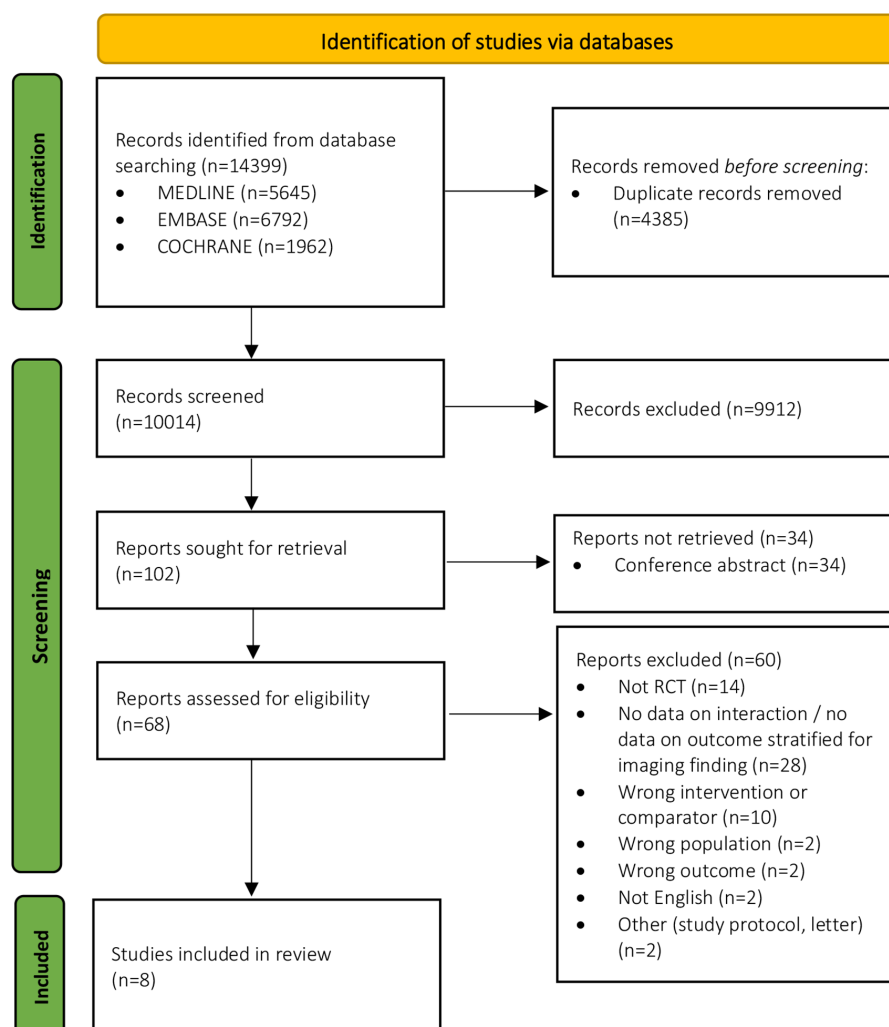 Identification of studies via databases
Identification
Records identified from database
searching (n=14399)
• MEDLINE (n=5645)
• EMBASE (n=6792)
• COCHRANE (n=1962)
Records removed before screening:
• Duplicate records removed
(n=4385)
Screening
Records screened
(n=10014)
Records excluded (n=9912)
Reports sought for retrieval
(n=102)
Reports not retrieved (n=34)
• Conference abstract (n=34)
Reports assessed for eligibility
(n=68)
Reports excluded (n=60)
• Not RCT (n=14)
• No data on interaction / no
data on outcome stratified for
imaging finding (n=28)
• Wrong intervention or
comparator (n=10)
• Wrong population (n=2)
• Wrong outcome (n=2)
• Not English (n=2)
• Other (study protocol, letter)
(n=2)
Included
Studies included in review
(n=8)